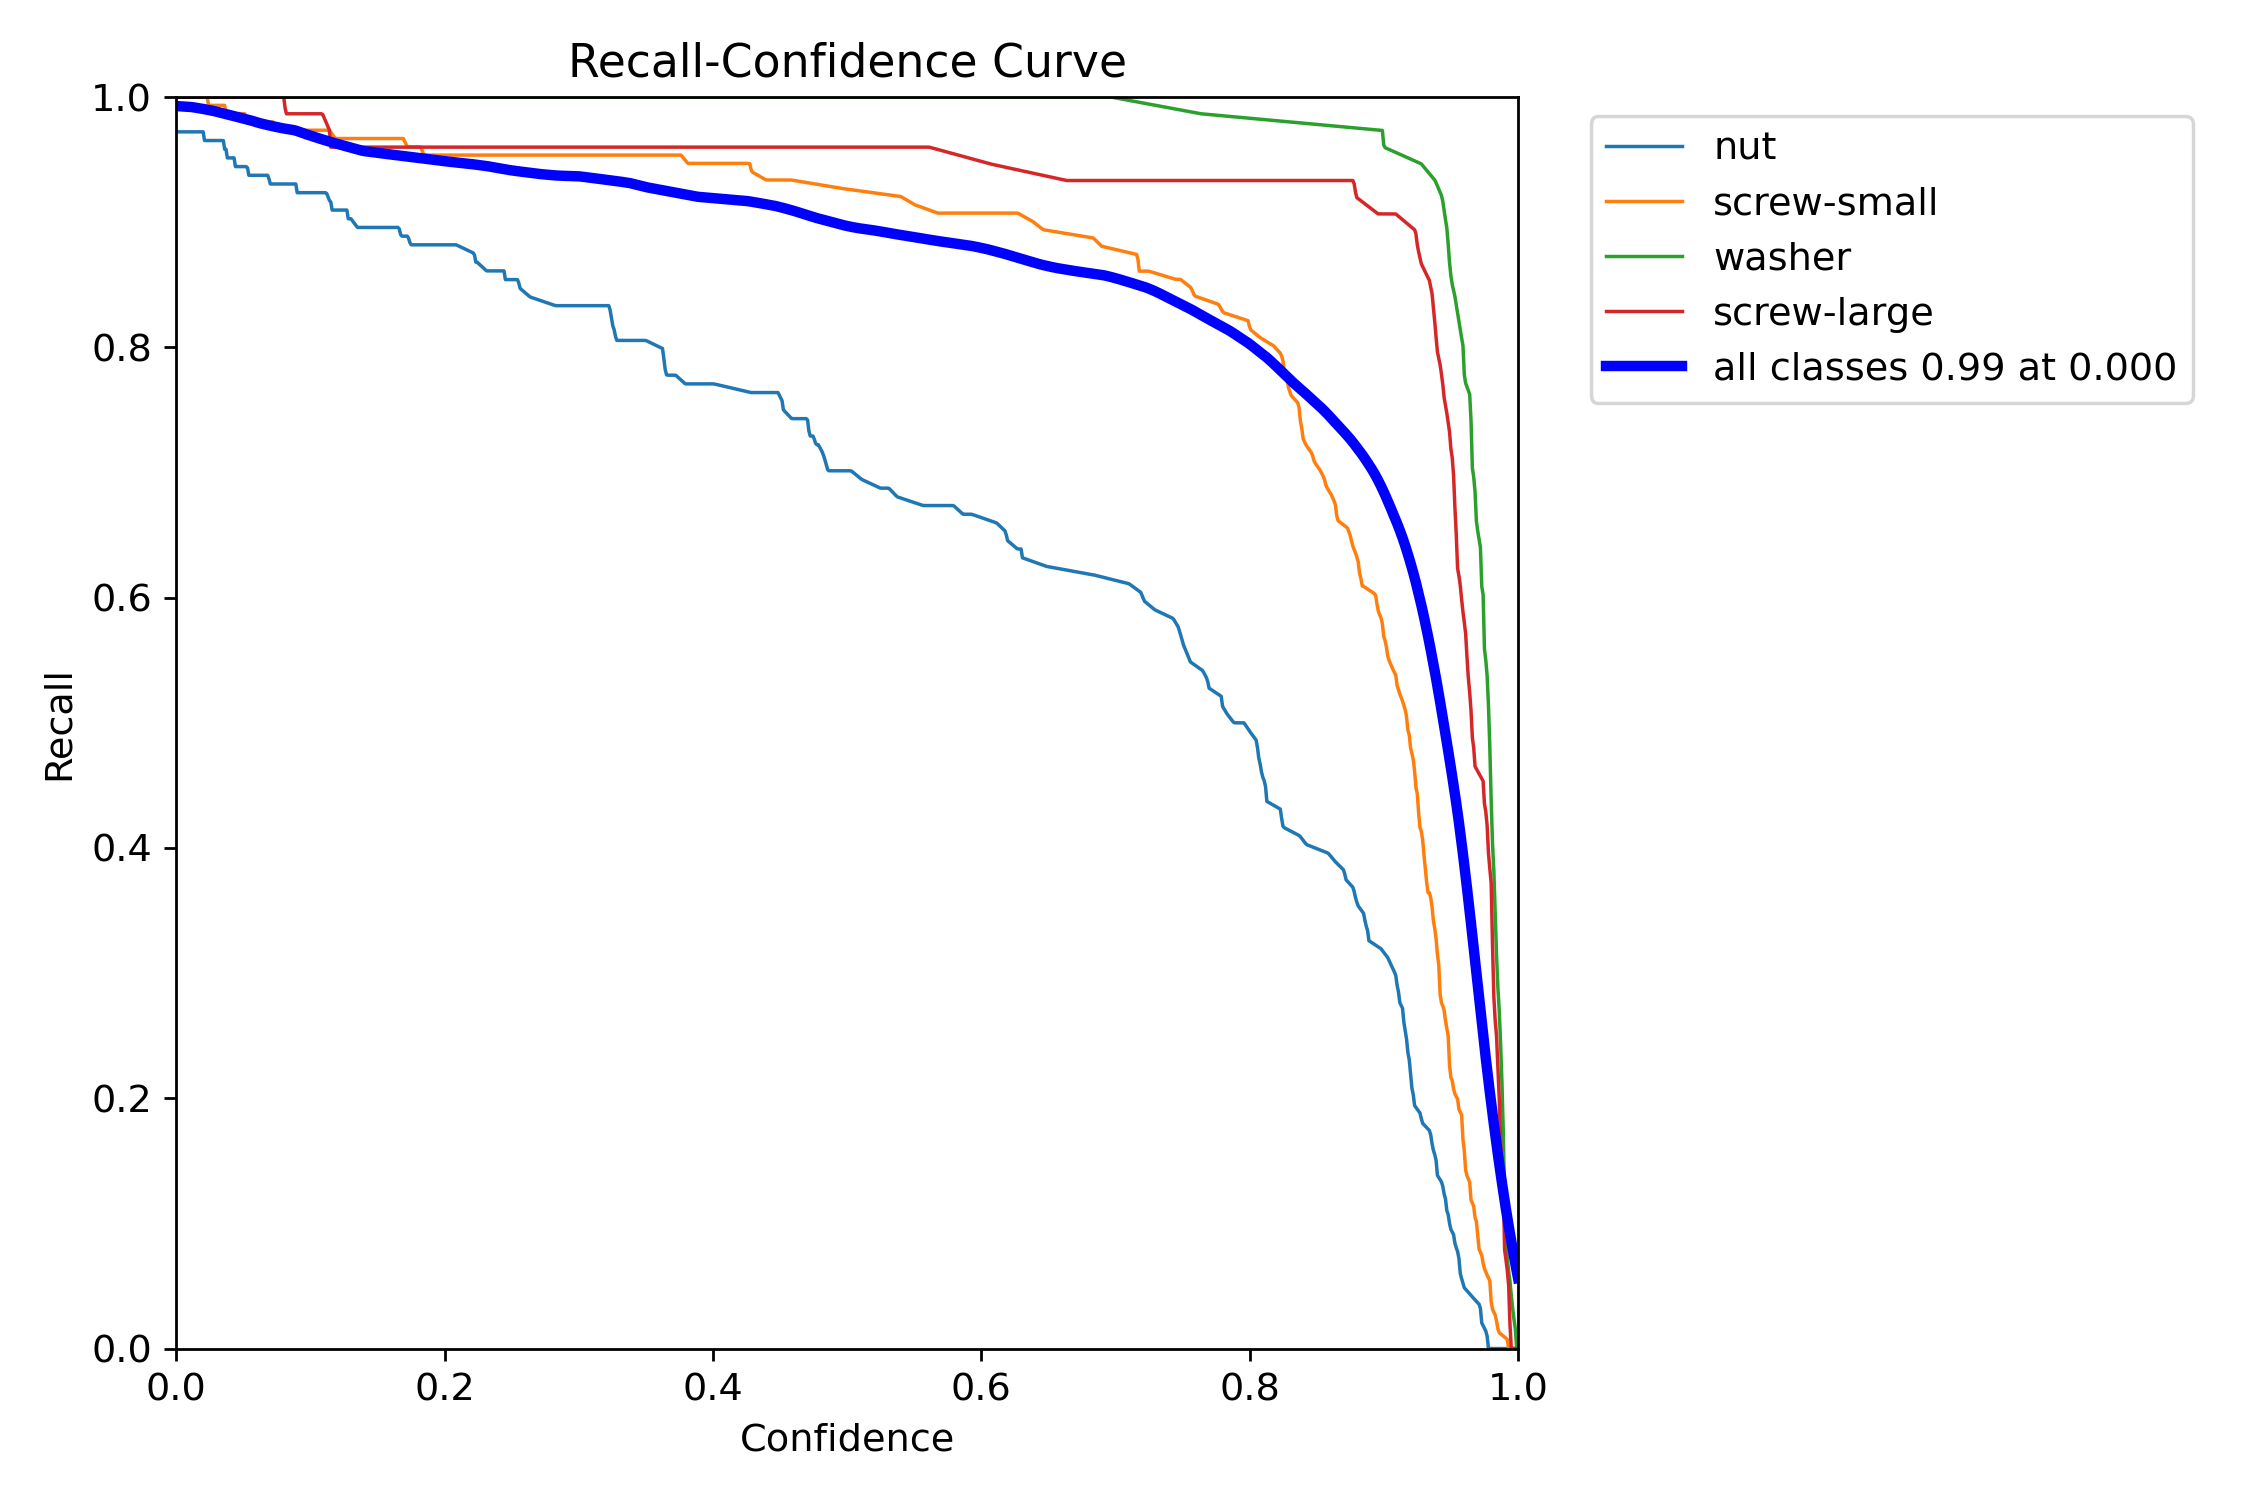 Recall-Confidence Curve
1.0
0.8
0.6
0.4
0.2
0.0
Recall
0.0 0.2 0.4 0.6 0.8 1.0
Confidence
nut
screw-small
washer
screw-large
all classes 0.99 at 0.000